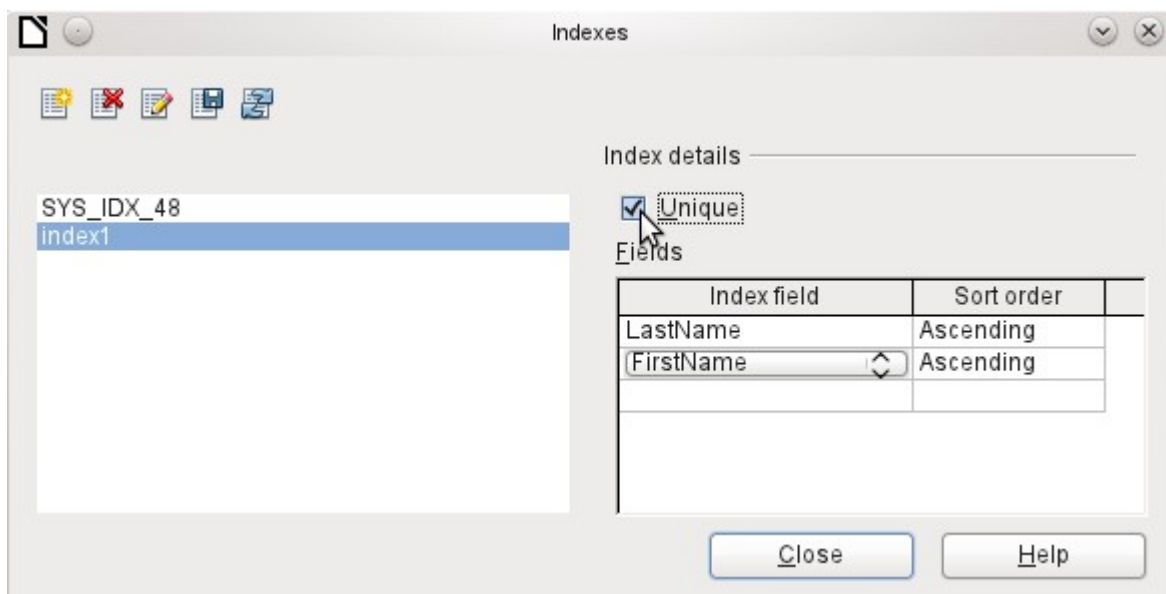 Indexes
Index details
SYS_IDX_48
index1
Unique
Fields
Index field Sort order
LastName Ascending
FirstName Ascending
Close Help